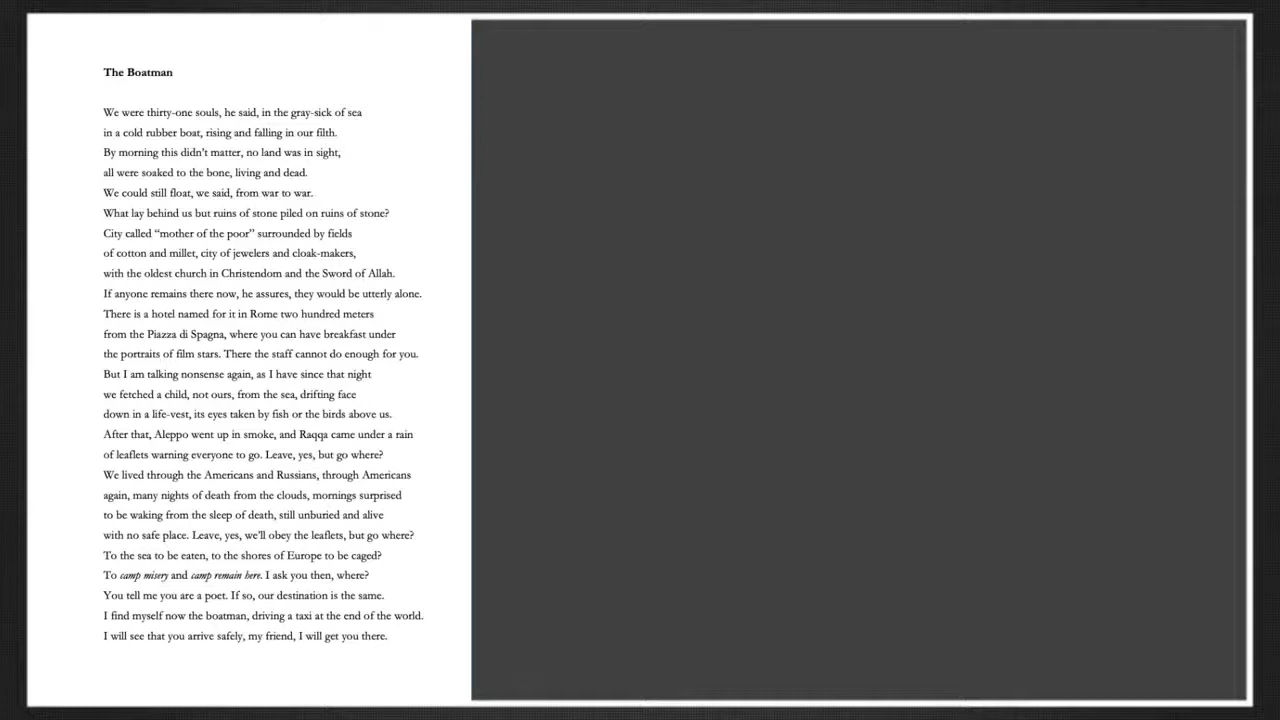 The Boatman
We were thirty-one souls, he said, in the gray-sick of sea
in a cold rubber boat, rising and falling in our filth.
By morning this didn't matter, no land was in sight,
all were soaked to the bone, living and dead.
We could still float, we said, from war to war.
What lay behind us but ruins of stone piled on ruins of stone?
City called “mother of the poor” surrounded by fields
of cotton and millet, city of jewelers and cloak-makers,
with the oldest church in Christendom and the Sword of Allah.
If anyone remains there now, he assures, they would be utterly alone.
There is a hotel named for it in Rome two hundred meters
from the Piazza di Spagna, where you can have breakfast under
the portraits of film stars. There the staff cannot do enough for you.
But I am talking nonsense again, as I have since that night
we fetched a child, not ours, from the sea, drifting face
down in a life-vest, its eyes taken by fish or the birds above us.
After that, Aleppo went up in smoke, and Raqqa came under a rain
of leaflets warning everyone to go. Leave, yes, but go where?
We lived through the Americans and Russians, through Americans
again, many nights of death from the clouds, mornings surprised
to be waking from the sleep of death, still unburied and alive
with no safe place. Leave, yes, we'll obey the leaflets, but go where?
To the sea to be eaten, to the shores of Europe to be caged?
To camp misery and camp remain here. I ask you then, where?
You tell me you are a poet. If so, our destination is the same.
I find myself now the boatman, driving a taxi at the end of the world.
I will see that you arrive safely, my friend, I will get you there.